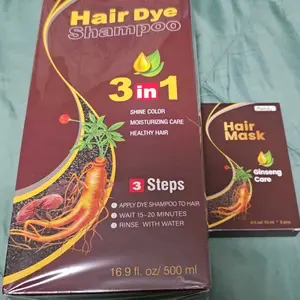 Hair Dye
Shampoo
3 in 1
SHINE COLOR
MOISTURIZING CARE
HEALTHY HAIR
3 Steps
APPLY DYE SHAMPOO TO HAIR
WAIT 15-20 MINUTES
RINSE WITH WATER
16.9 fl. oz/ 500 ml
Hair
Mask
Ginseng
Care